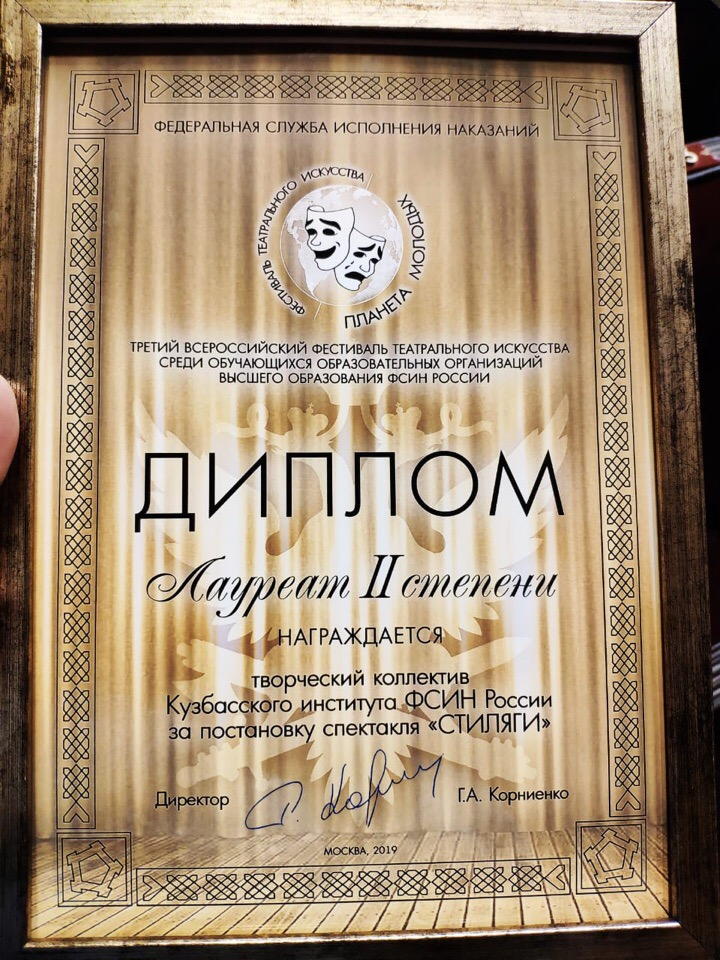 ФЕДЕРАЛЬНАЯ СЛУЖБА ИСПОЛНЕНИЯ НАКАЗАНИЙ
ФЕСТИВАЛЬ ТЕАТРАЛЬНОГО ИСКУССТВА
ПЛАНЕТА МОЛОДЫХ
ТРЕТИЙ ВСЕРОССИЙСКИЙ ФЕСТИВАЛЬ ТЕАТРАЛЬНОГО ИСКУССТВА
СРЕДИ ОБУЧАЮЩИХСЯ ОБРАЗОВАТЕЛЬНЫХ ОРГАНИЗАЦИЙ
ВЫСШЕГО ОБРАЗОВАНИЯ ФСИН РОССИИ
ДИПЛОМ
Лауреат II степени
НАГРАЖДАЕТСЯ
творческий коллектив
Кузбасского института ФСИН России
за постановку спектакля «СТИЛЯГИ»
Директор Г.А. Корниенко
МОСКВА, 2019